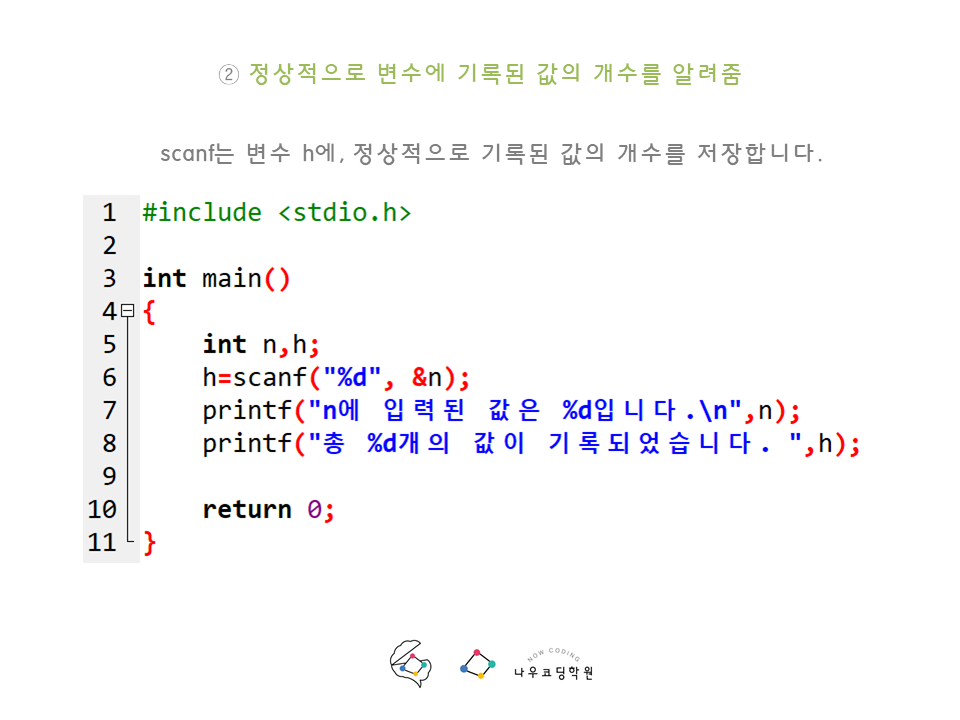 ② 정상적으로 변수에 기록된 값의 개수를 알려줌
scanf는 변수 h에, 정상적으로 기록된 값의 개수를 저장합니다.
1 #include <stdio.h>
2
3 int main()
4 {
5 int n,h;
6 h=scanf("%d", &n);
7 printf("n에 입력된 값은 %d입니다.\n",n);
8 printf("총 %d개의 값이 기록되었습니다. ",h);
9
10 return 0;
11 }
NOW CODING
나우코딩학원